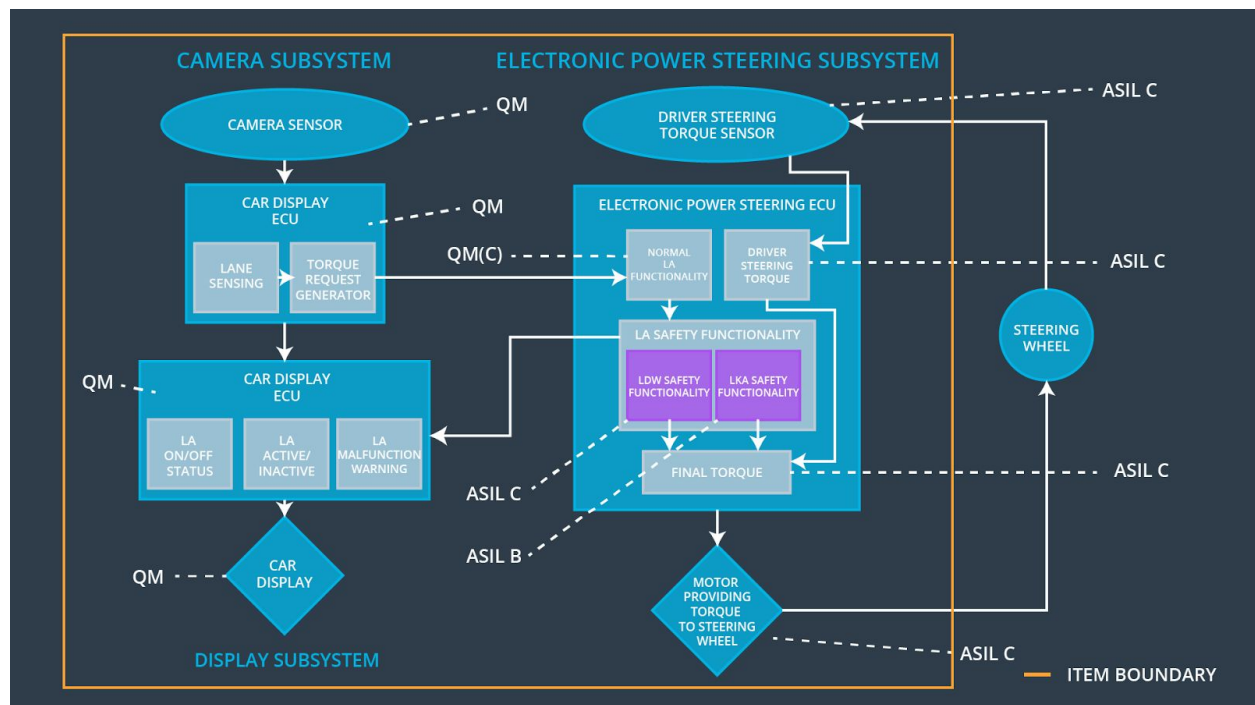 CAMERA SUBSYSTEM
ELECTRONIC POWER STEERING SUBSYSTEM
CAMERA SENSOR
QM
DRIVER STEERING
TORQUE SENSOR
ASIL C
CAR DISPLAY
ECU
QM
LANE
SENSING
TORQUE
REQUEST
GENERATOR
ELECTRONIC POWER STEERING ECU
QM(C)
NORMAL
LA
FUNCTIONALITY
DRIVER
STEERING
TORQUE
ASIL C
STEERING
WHEEL
LA SAFETY FUNCTIONALITY
LDW SAFETY
FUNCTIONALITY
LKA SAFETY
FUNCTIONALITY
CAR DISPLAY
ECU
QM
LA
ON/OFF
STATUS
LA
ACTIVE/
INACTIVE
LA
MALFUNCTION
WARNING
FINAL TORQUE
ASIL C
ASIL C
ASIL B
CAR
DISPLAY
QM
MOTOR
PROVIDING
TORQUE
TO STEERING
WHEEL
ASIL C
DISPLAY SUBSYSTEM
ITEM BOUNDARY